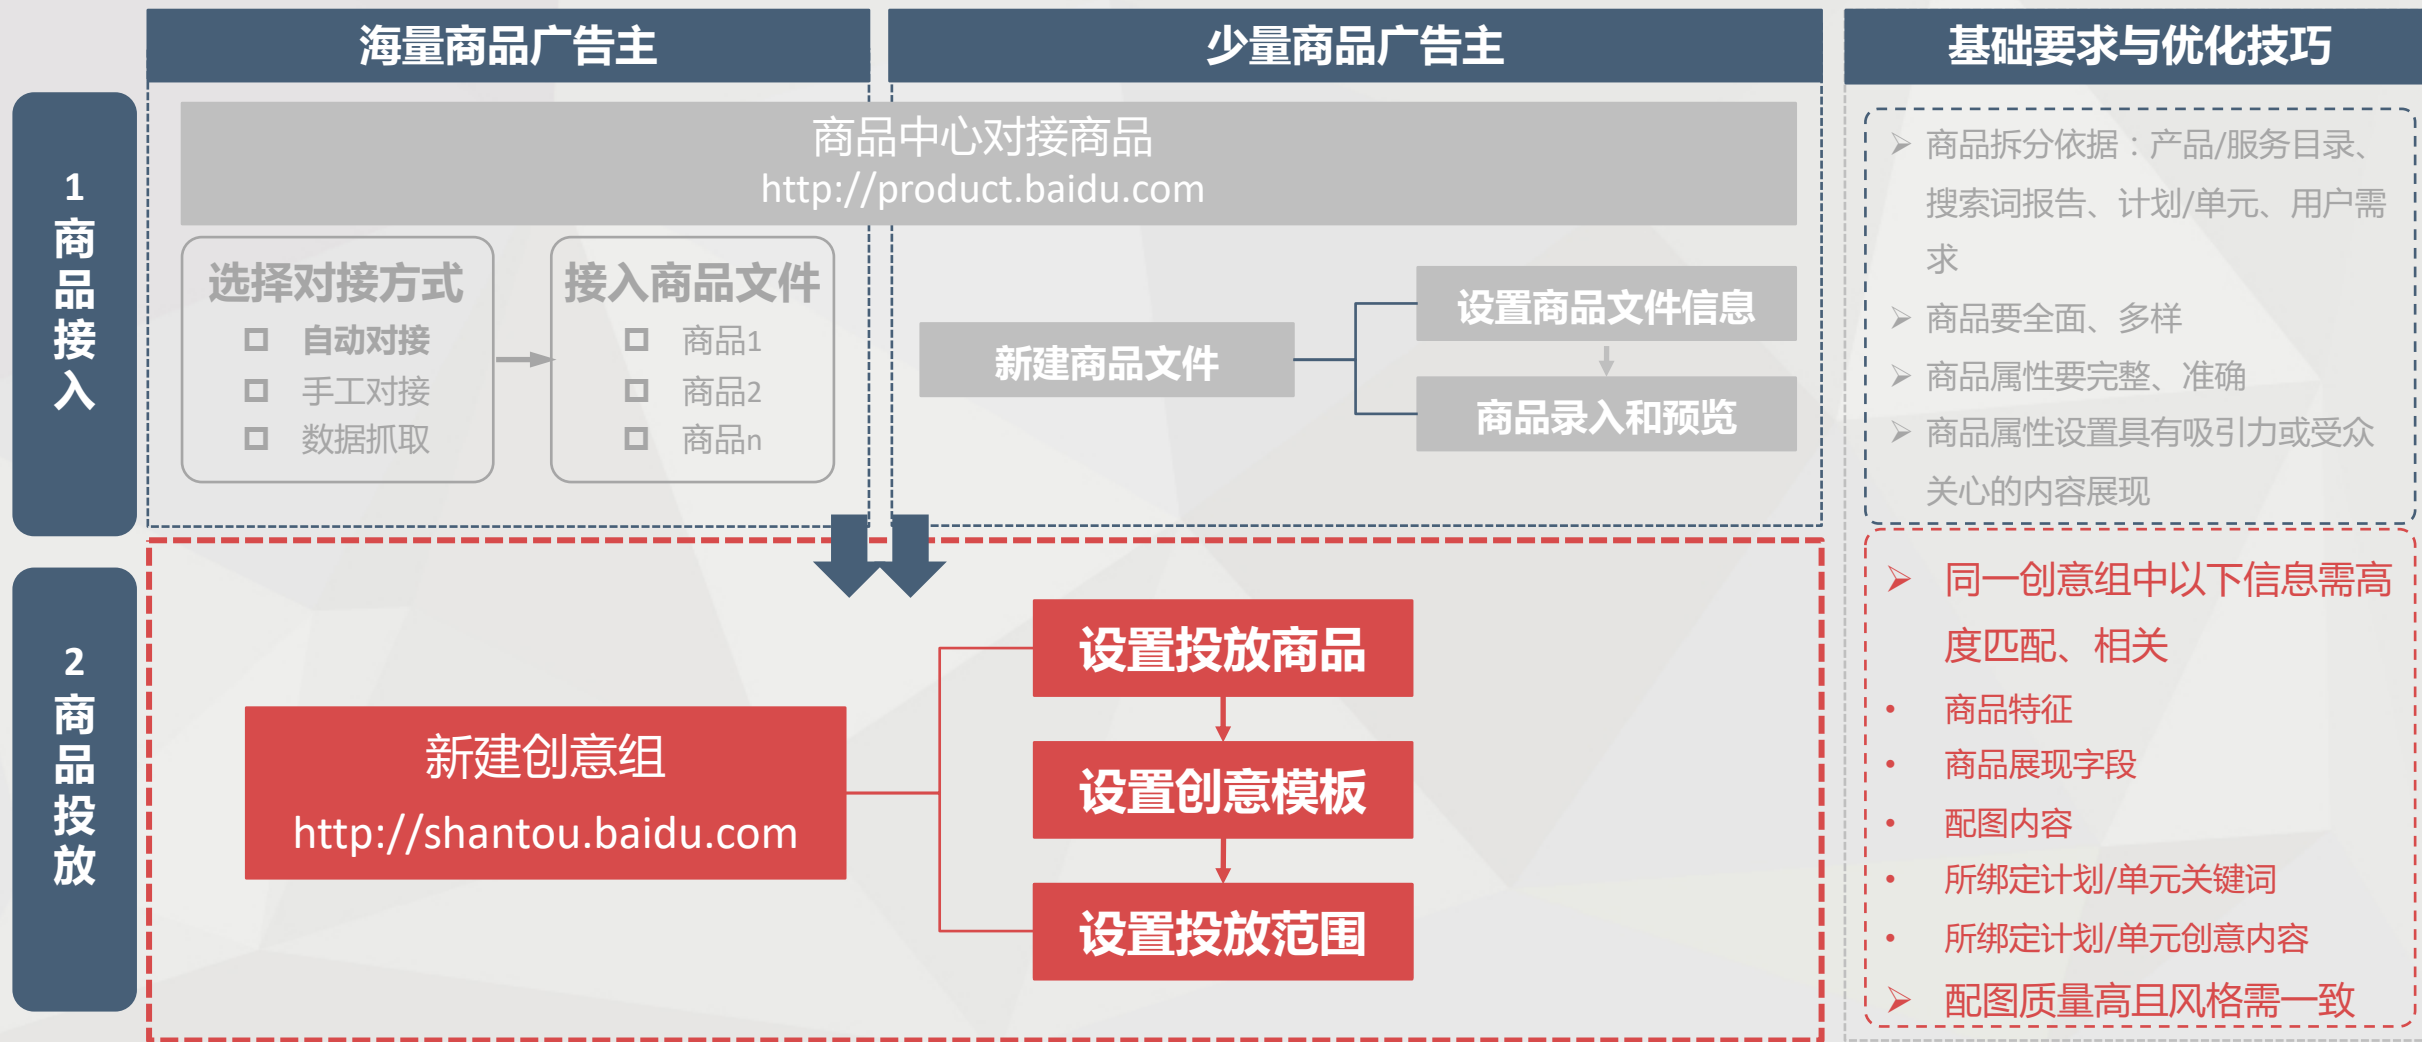 海量商品广告主
少量商品广告主
基础要求与优化技巧
1
商
品
接
入
商品中心对接商品
http://product.baidu.com
选择对接方式
自动对接
手工对接
数据抓取
接入商品文件
商品1
商品2
商品n
新建商品文件
设置商品文件信息
商品录入和预览
商品拆分依据：产品/服务目录、
搜索词报告、计划/单元、用户需
求
商品要全面、多样
商品属性要完整、准确
商品属性设置具有吸引力或受众
关心的内容展现
2
商
品
投
放
新建创意组
http://shantou.baidu.com
设置投放商品
设置创意模板
设置投放范围
同一创意组中以下信息需高
度匹配、相关
商品特征
商品展现字段
配图内容
所绑定计划/单元关键词
所绑定计划/单元创意内容
配图质量高且风格需一致